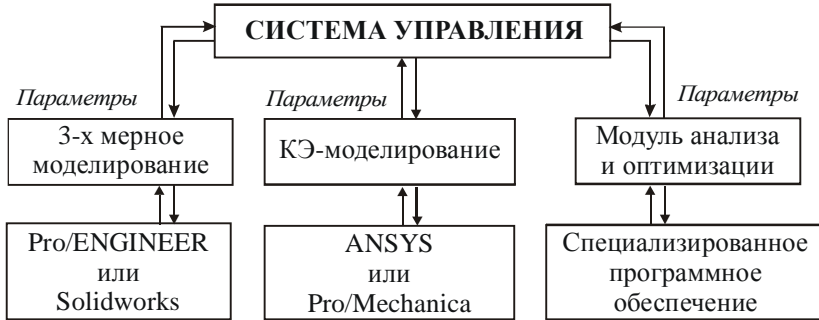 СИСТЕМА УПРАВЛЕНИЯ
Параметры
Параметры
Параметры
3-х мерное
моделирование
КЭ-моделирование
Модуль анализа
и оптимизации
Pro/ENGINEER
или
Solidworks
ANSYS
или
Pro/Mechanica
Специализированное
программное
обеспечение